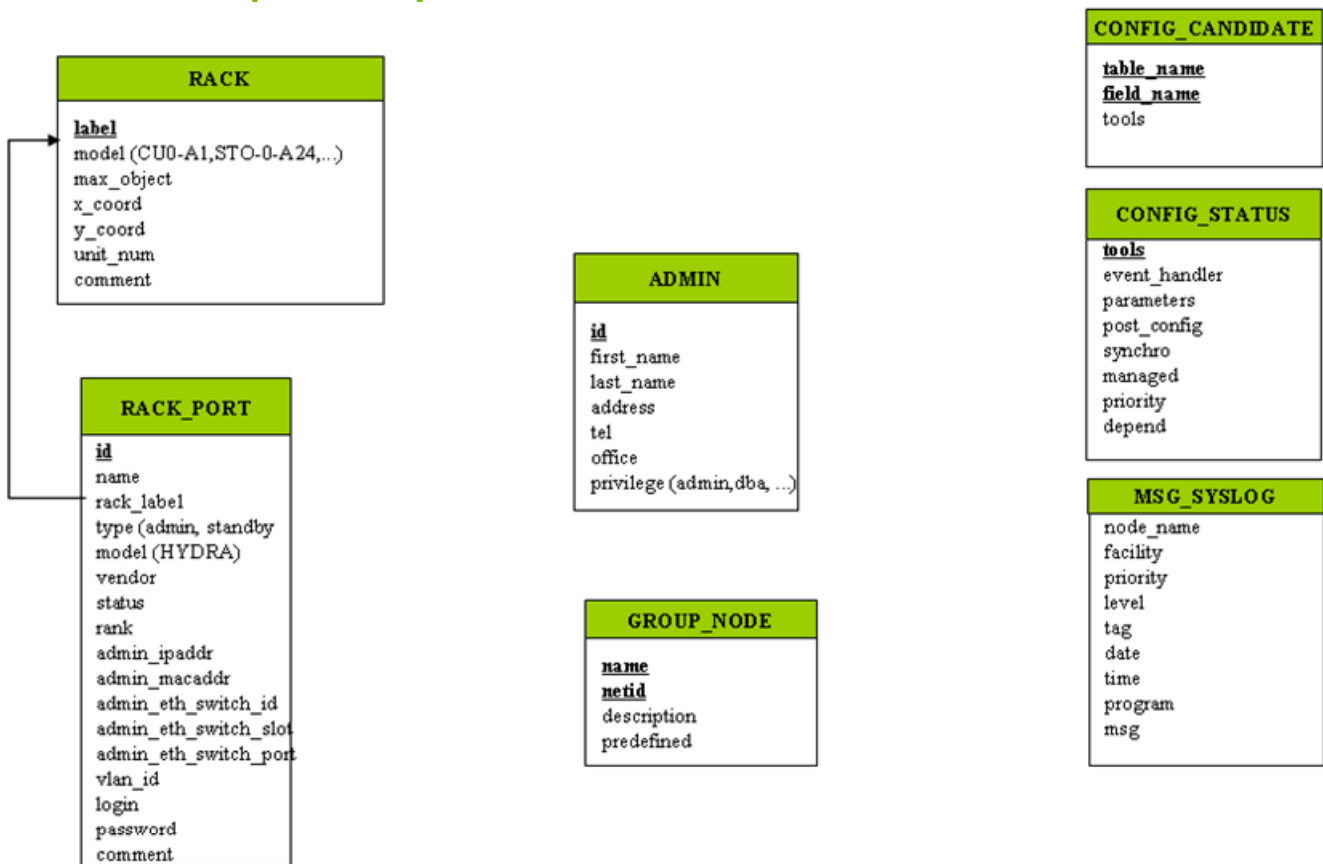 RACK
label
model (CU0-A1,STO-0-A24,...)
max_object
x_coord
y_coord
unit_num
comment
RACK_PORT
id
name
rack_label
type (admin, standby
model (HYDRA)
vendor
status
rank
admin_ipaddr
admin_macaddr
admin_eth_switch_id
admin_eth_switch_slot
admin_eth_switch_port
vlan_id
login
password
comment
ADMIN
id
first_name
last_name
address
tel
office
privilege (admin,dba, ...)
GROUP_NODE
name
netid
description
predefined
CONFIG_CANDIDATE
table_name
field_name
tools
CONFIG_STATUS
tools
event_handler
parameters
post_config
synchro
managed
priority
depend
MSG_SYSLOG
node_name
facility
priority
level
tag
date
time
program
msg